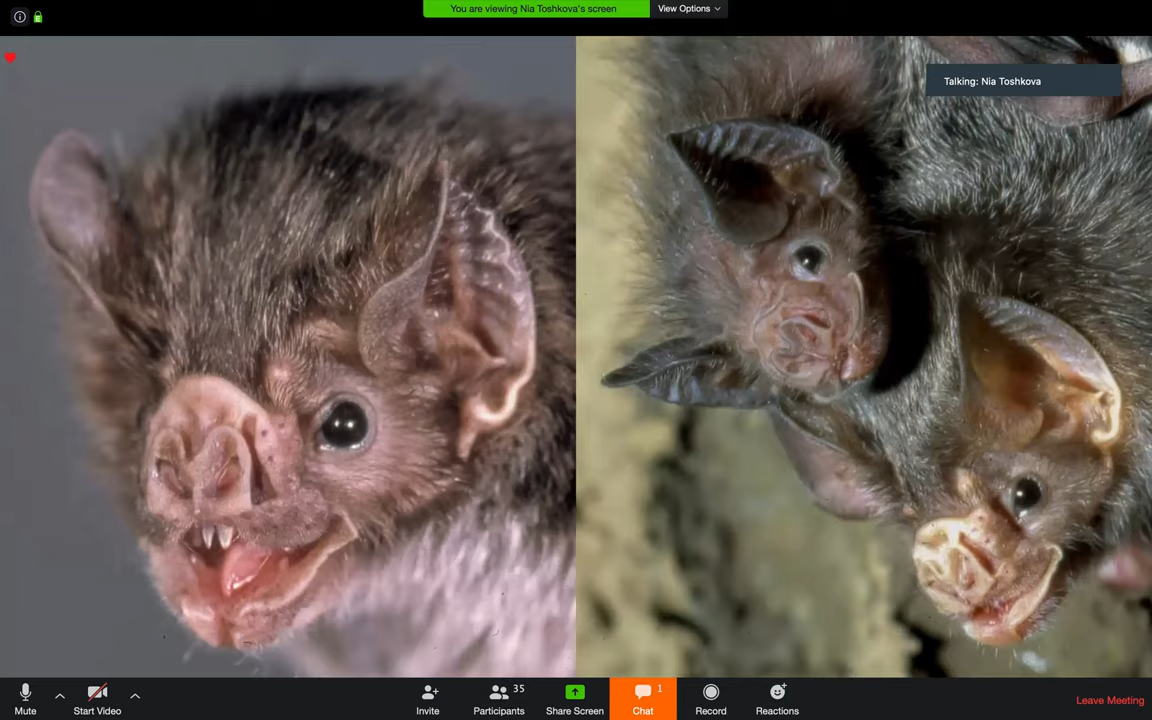 You are viewing Nia Toshkova's screen
View Options
Talking: Nia Toshkova
Mute
Start Video
Invite
35
Participants
Share Screen
1
Chat
Record
Reactions
Leave Meeting